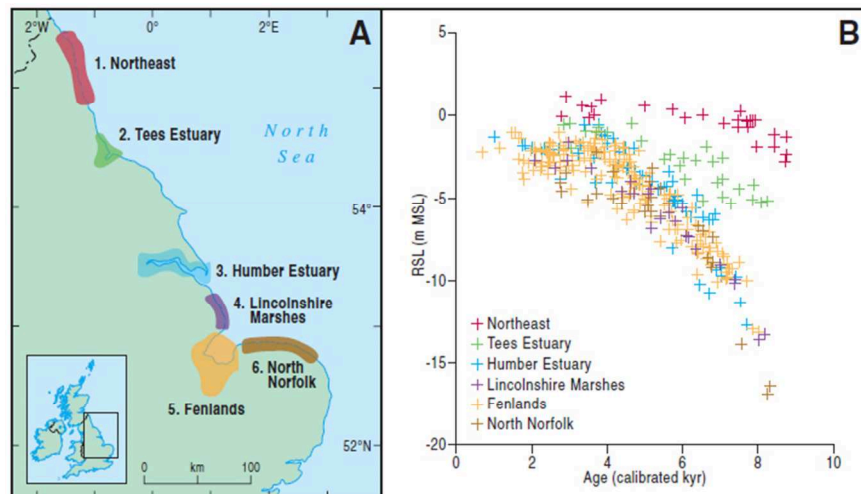 2°W
0°
2°E
A
1. Northeast
2. Tees Estuary
North
Sea
54°
3. Humber Estuary
4. Lincolnshire
Marshes
6. North
Norfolk
5. Fenlands
52°N
0
km
100
B
5
0
-5
-10
-15
-20
RSL (m MSL)
Northeast
Tees Estuary
Humber Estuary
Lincolnshire Marshes
Fenlands
North Norfolk
0
2
4
6
8
10
Age (calibrated kyr)